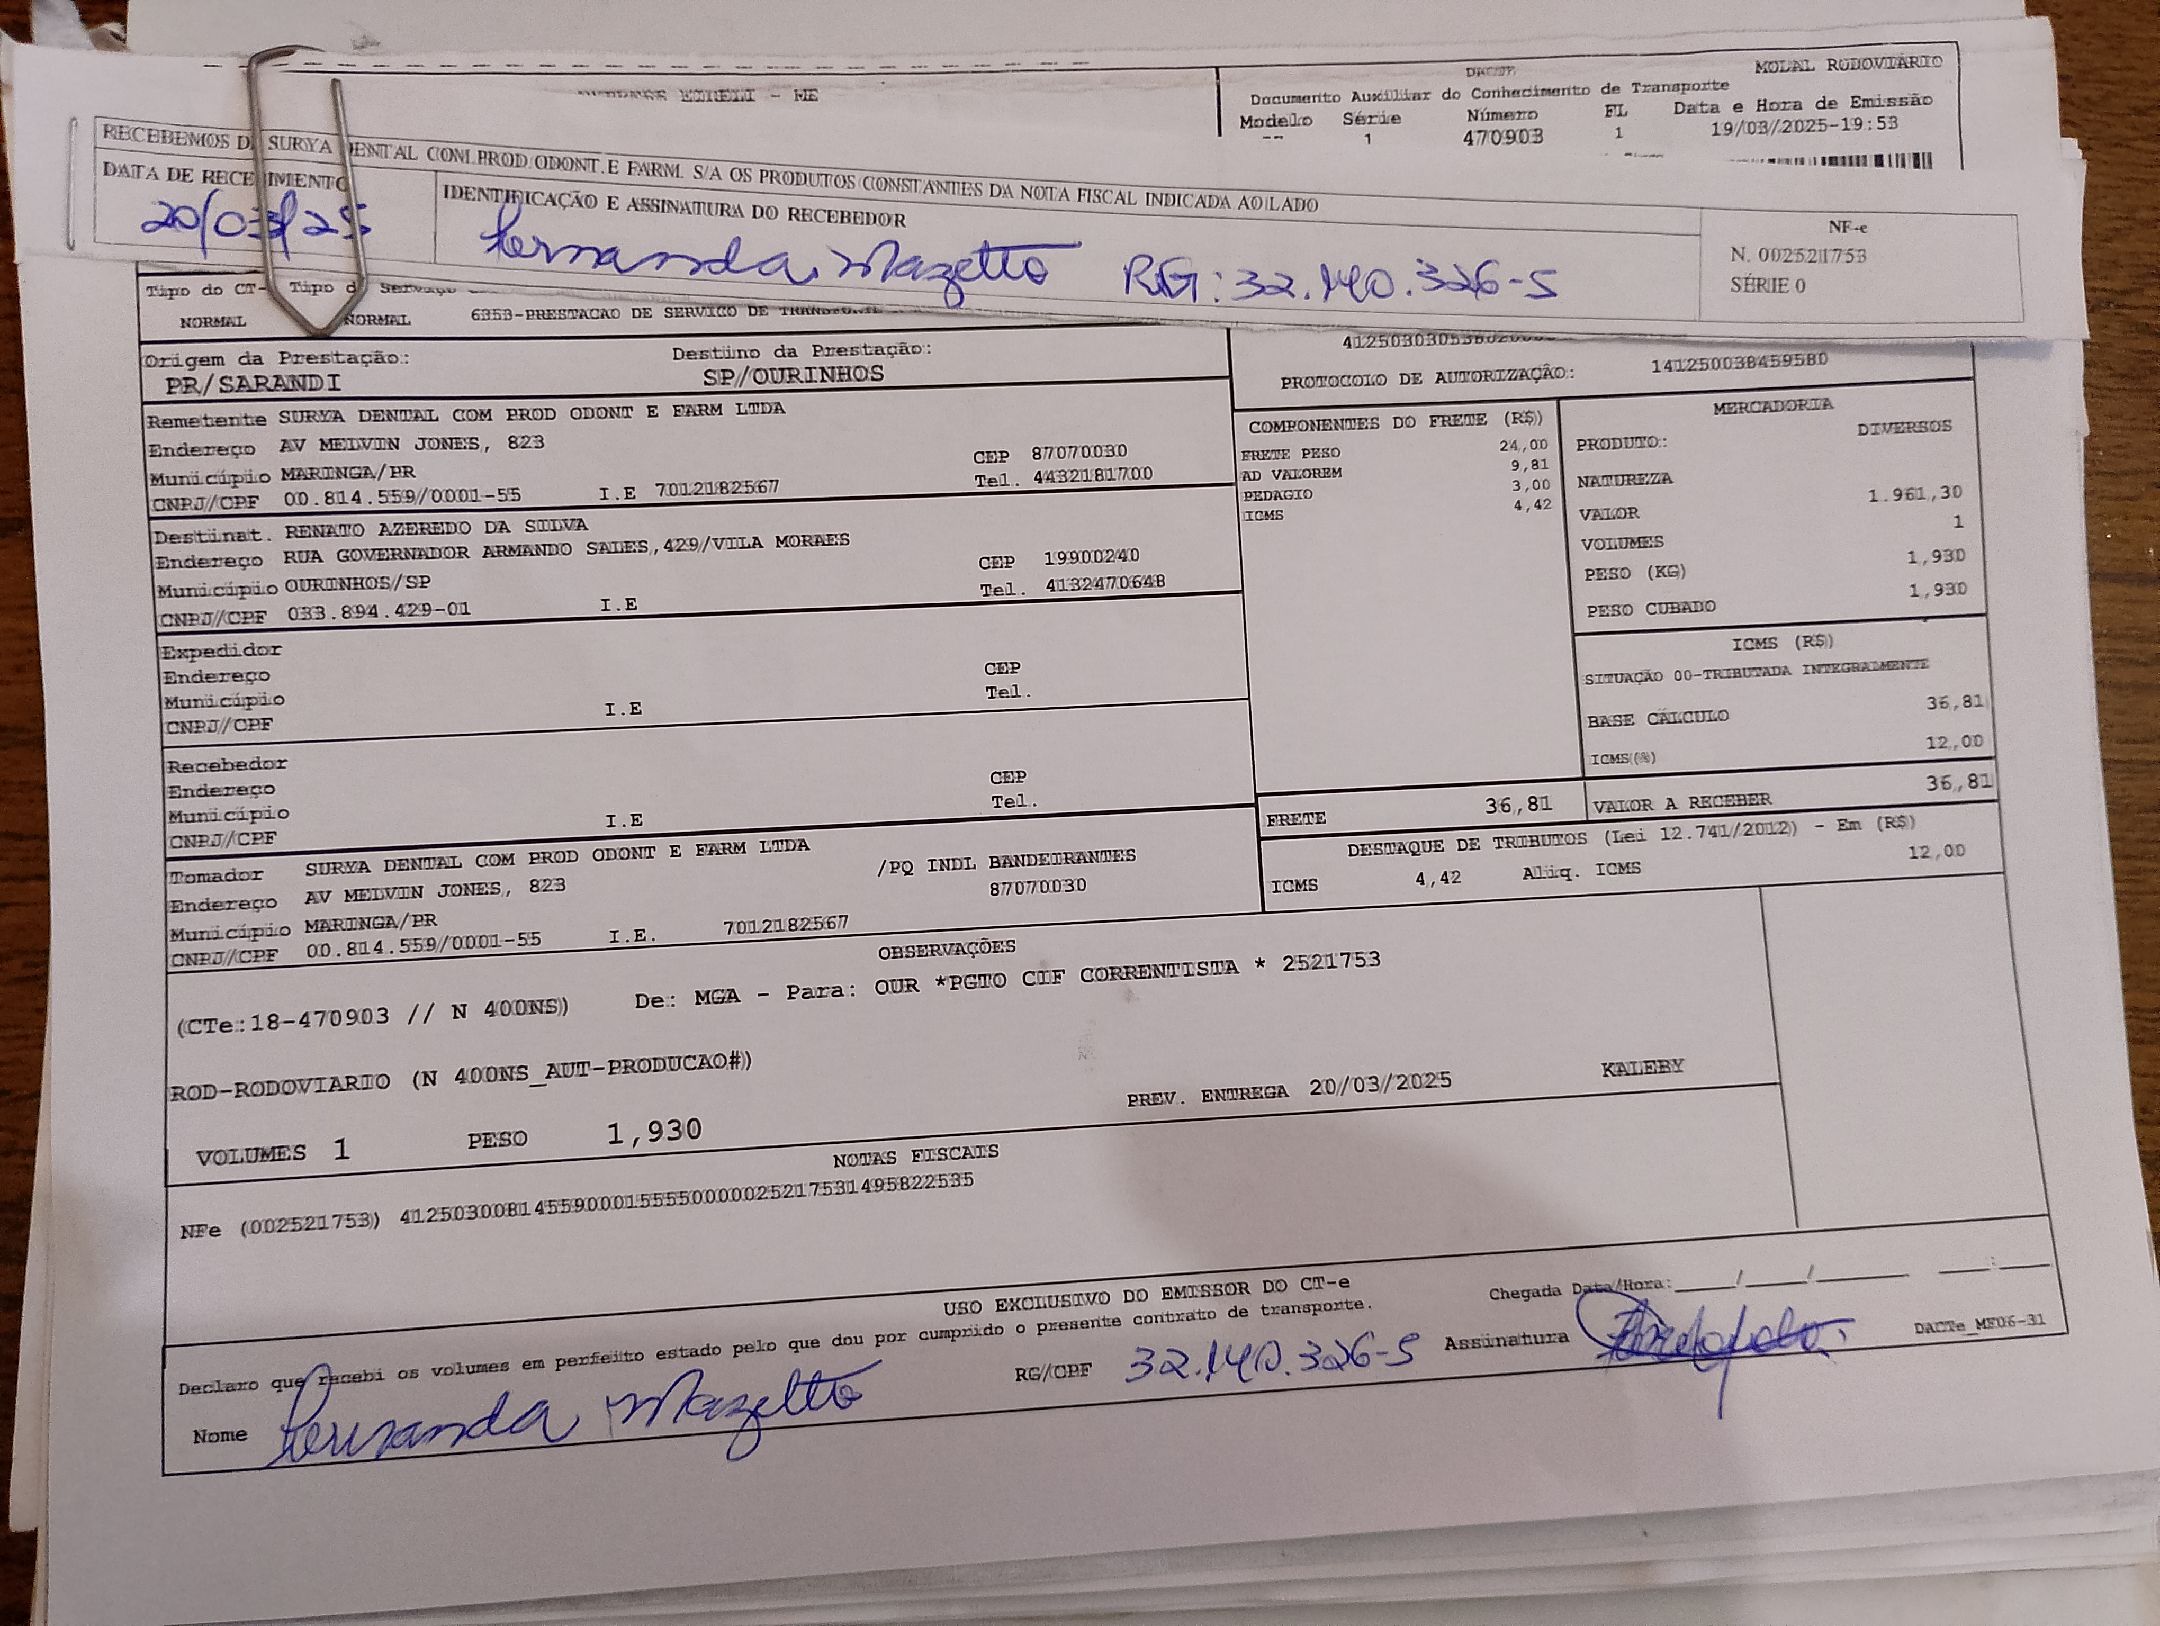 EIRELI - ME
DACTE
MODAL RODOVIÁRIO
Documento Auxiliar do Conhecimento de Transporte
Modelo Série Número FL Data e Hora de Emissão
1 470903 1 19/03/2025-19:53
RECEBEMOS DE SURYA DENTAL COM.PROD.ODONT.E FARM. S/A OS PRODUTOS CONSTANTES DA NOTA FISCAL INDICADA AO LADO
DATA DE RECEBIMENTO
20/03/25
IDENTIFICAÇÃO E ASSINATURA DO RECEBEDOR
Fernanda Mazetto RG: 32.140.326-5
NF-e
N. 002521753
SÉRIE 0
Tipo do CT- Tipo d Serviço
NORMAL NORMAL 6353-PRESTACAO DE SERVICO DE
Origem da Prestação: Destino da Prestação:
PR/SARANDI SP/OURINHOS
PROTOCOLO DE AUTORIZAÇÃO: 141250038459580
Remetente SURYA DENTAL COM PROD ODONT E FARM LTDA
Endereço AV MELVIN JONES, 823
Município MARINGA/PR CEP 87070030
CNPJ/CPF 00.814.559/0001-55 I.E 7012182567 Tel. 4432181700
Destinat. RENATO AZEREDO DA SILVA
Endereço RUA GOVERNADOR ARMANDO SALES,429/VILA MORAES
Município OURINHOS/SP CEP 19900240
CNPJ/CPF 033.894.429-01 I.E Tel. 4132470648
Expedidor
Endereço CEP
Município Tel.
CNPJ/CPF I.E
Recebedor
Endereço CEP
Município Tel.
CNPJ/CPF I.E
Tomador SURYA DENTAL COM PROD ODONT E FARM LTDA
Endereço AV MELVIN JONES, 823 /PQ INDL BANDEIRANTES
Município MARINGA/PR 87070030
CNPJ/CPF 00.814.559/0001-55 I.E. 7012182567
COMPONENTES DO FRETE (R$)
FRETE PESO 24,00
AD VALOREM 9,81
PEDAGIO 3,00
ICMS 4,42
MERCADORIA
PRODUTO: DIVERSOS
NATUREZA
VALOR 1.961,30
VOLUMES 1
PESO (KG) 1,930
PESO CUBADO 1,930
ICMS (R$)
SITUAÇÃO 00-TRIBUTADA INTEGRALMENTE
BASE CÁLCULO 36,81
ICMS(%) 12,00
FRETE 36,81 VALOR A RECEBER 36,81
DESTAQUE DE TRIBUTOS (Lei 12.741/2012) - Em (R$)
ICMS 4,42 Alíq. ICMS 12,00
OBSERVAÇÕES
(CTe:18-470903 // N 400NS) De: MGA - Para: OUR *PGTO CIF CORRENTISTA * 2521753
ROD-RODOVIARIO (N 400NS_AUT-PRODUCAO#)
VOLUMES 1 PESO 1,930 PREV. ENTREGA 20/03/2025 KALEBY
NOTAS FISCAIS
NFe (002521753) 41250300814559000155550000025217531495822535
USO EXCLUSIVO DO EMISSOR DO CT-e
Declaro que recebi os volumes em perfeito estado pelo que dou por cumprido o presente contrato de transporte.
Chegada Data/Hora:____/____/______ ___:___
Nome Fernanda Mazetto RG/CPF 32.140.326-5 Assinatura
DACTe_MF06-31